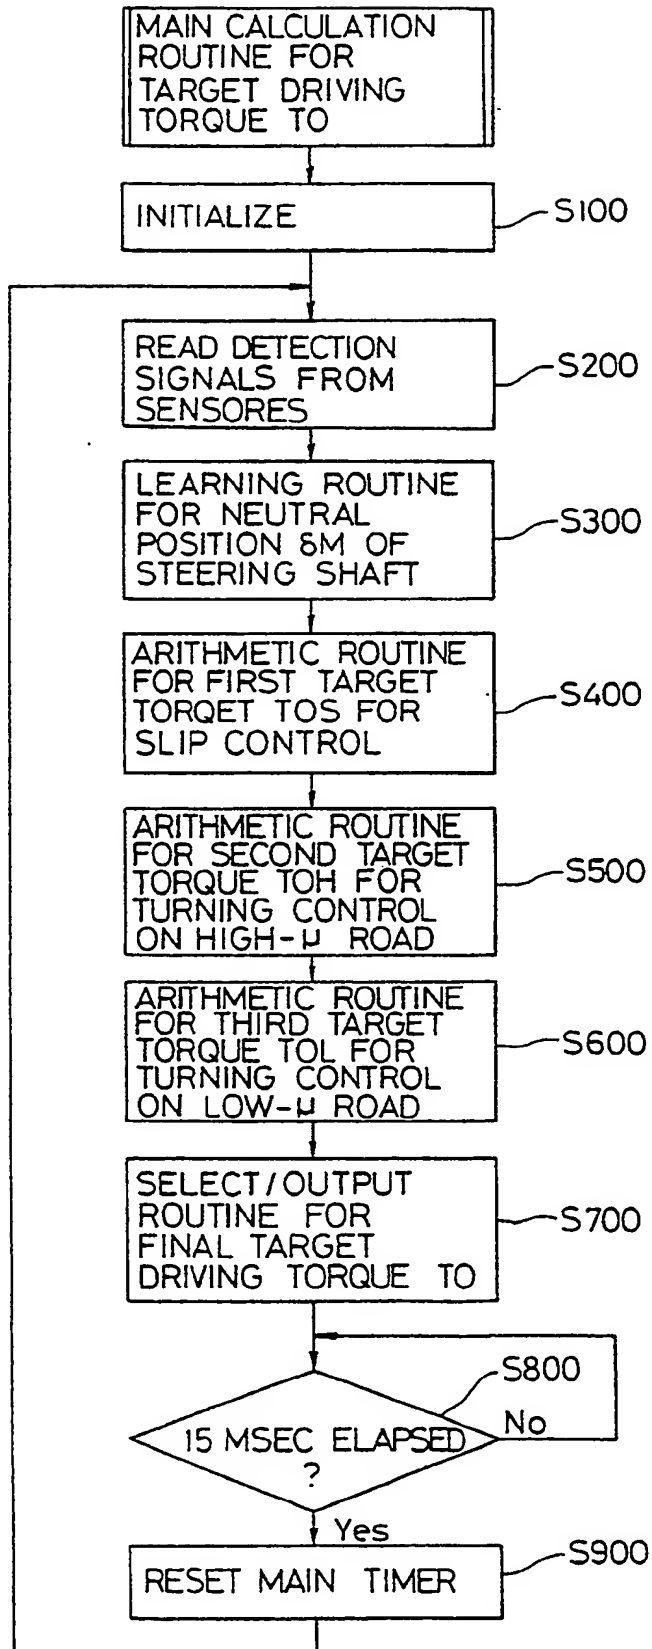 MAIN CALCULATION
ROUTINE FOR
TARGET DRIVING
TORQUE TO
INITIALIZE
S100
READ DETECTION
SIGNALS FROM
SENSORES
S200
LEARNING ROUTINE
FOR NEUTRAL
POSITION δM OF
STEERING SHAFT
S300
ARITHMETIC ROUTINE
FOR FIRST TARGET
TORQET TOS FOR
SLIP CONTROL
S400
ARITHMETIC ROUTINE
FOR SECOND TARGET
TORQUE TOH FOR
TURNING CONTROL
ON HIGH-μ ROAD
S500
ARITHMETIC ROUTINE
FOR THIRD TARGET
TORQUE TOL FOR
TURNING CONTROL
ON LOW-μ ROAD
S600
SELECT/OUTPUT
ROUTINE FOR
FINAL TARGET
DRIVING TORQUE TO
S700
S800
15 MSEC ELAPSED
?
No
Yes
RESET MAIN TIMER
S900